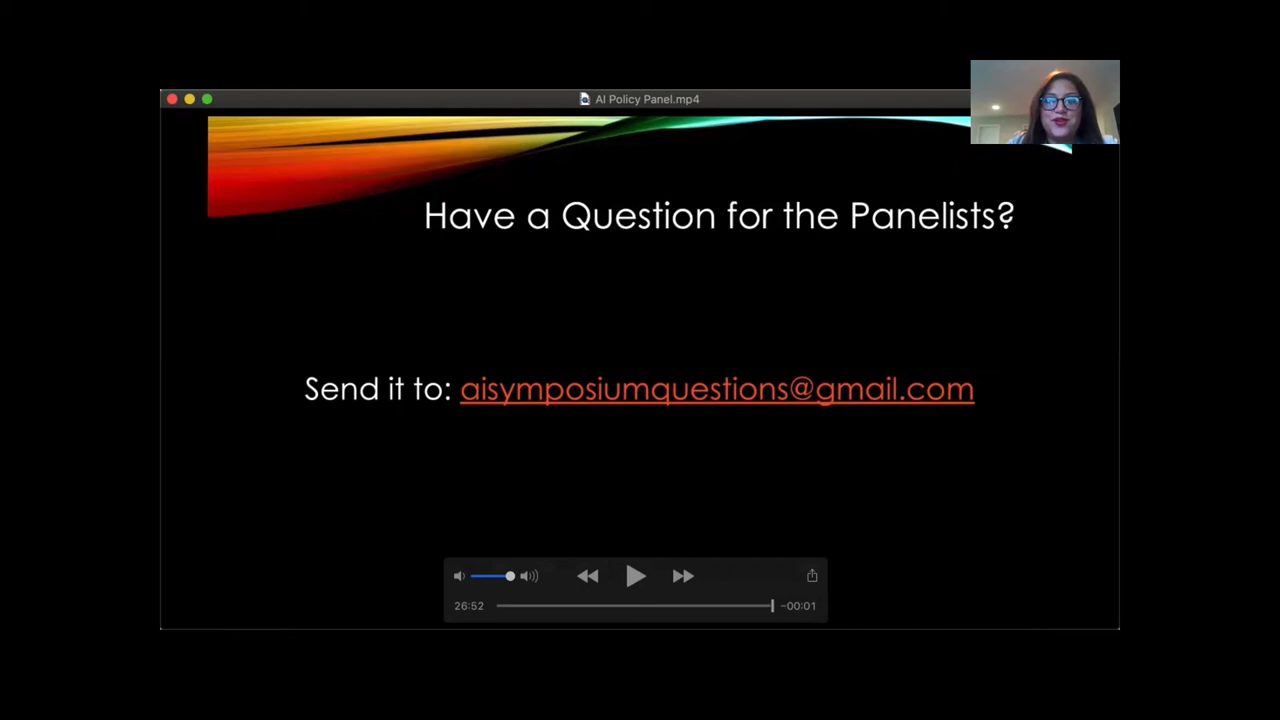 AI Policy Panel.mp4
Have a Question for the Panelists?
Send it to: aisymposiumquestions@gmail.com
26:52
-00:01